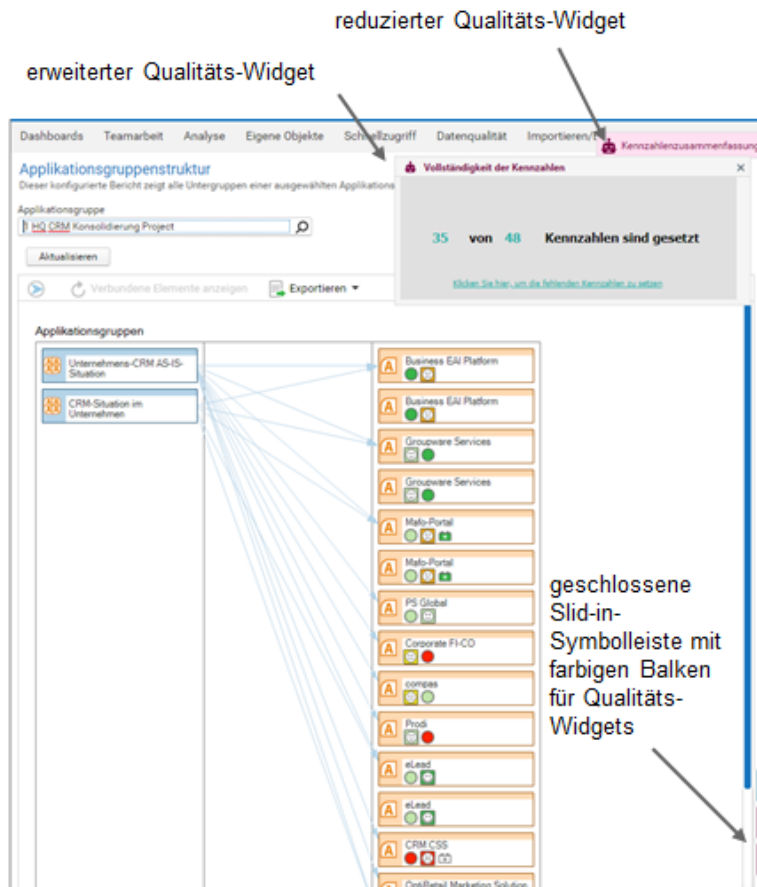 reduzierter Qualitäts-Widget
erweiterter Qualitäts-Widget
Dashboards Teamarbeit Analyse Eigene Objekte Schnellzugriff Datenqualität Importieren/
Kennzahlenzusammenfassung
Applikationsgruppenstruktur
Dieser konfigurierte Bericht zeigt alle Untergruppen einer ausgewählten Applikations
Vollständigkeit der Kennzahlen
Applikationsgruppe
HQ CRM Konsolidierung Project
35 von 48 Kennzahlen sind gesetzt
Aktualisieren
Klicken Sie hier, um die fehlenden Kennzahlen zu setzen
Verbundene Elemente anzeigen Exportieren
Applikationsgruppen
Unternehmens-CRM AS-IS-
Situation
CRM-Situation im
Unternehmen
A Business EAI Platform
A Business EAI Platform
A Groupware Services
A Groupware Services
A Mafo-Portal
A Mafo-Portal
A PS Global
A Corporate FI-CO
A compas
A Prodi
A eLead
A eLead
A CRM CSS
OptiRetail Marketing Solution
geschlossene
Slid-in-
Symbolleiste mit
farbigen Balken
für Qualitäts-
Widgets